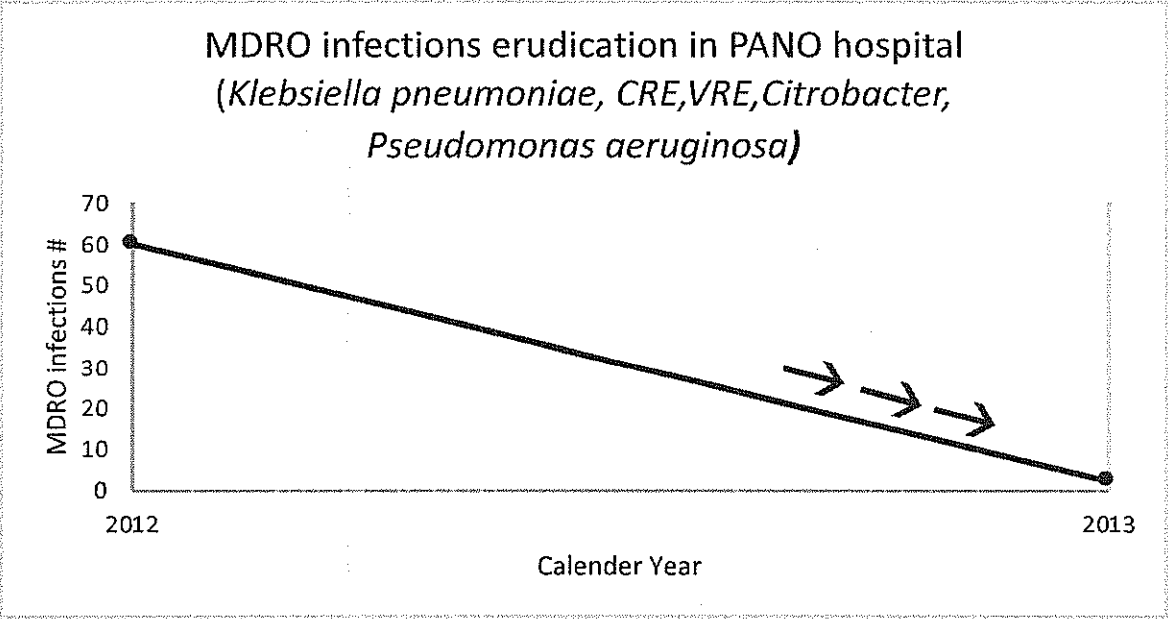 MDRO infections erudication in PANO hospital
(Klebsiella pneumoniae, CRE,VRE,Citrobacter,
Pseudomonas aeruginosa)
70
60
50
40
30
20
10
0
MDRO infections #
2012
2013
Calender Year